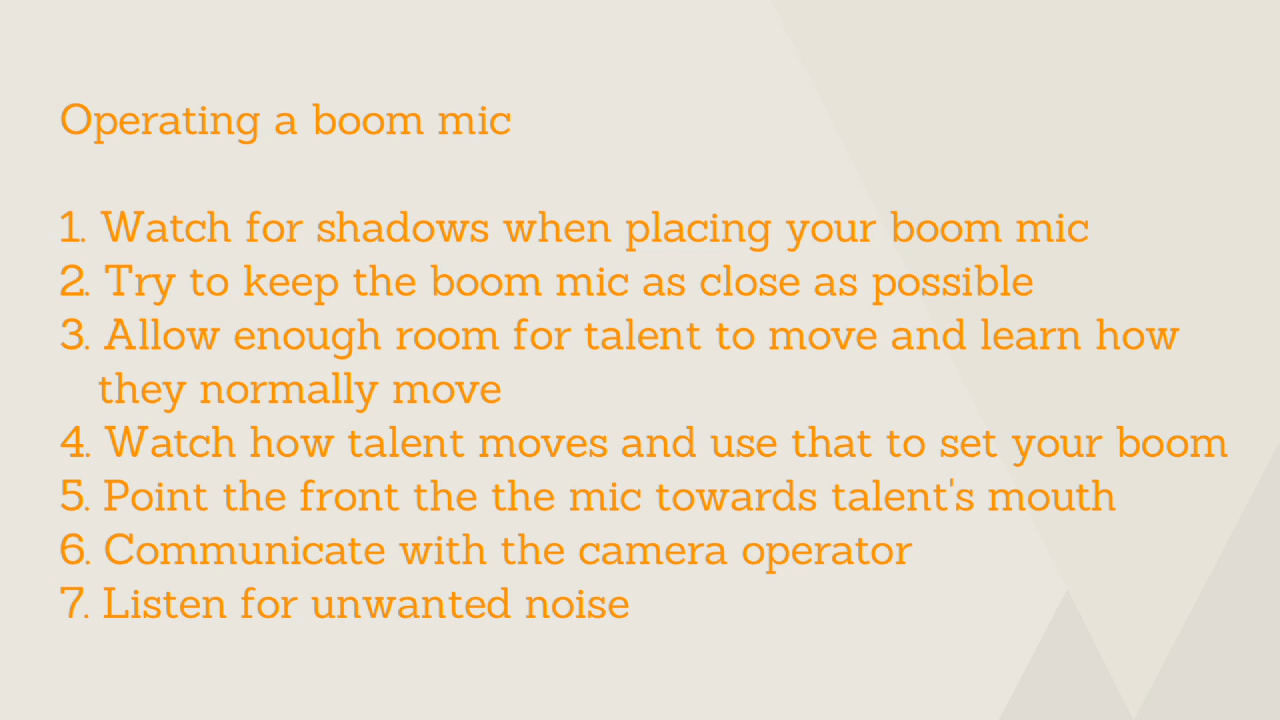 Operating a boom mic
1. Watch for shadows when placing your boom mic
2. Try to keep the boom mic as close as possible
3. Allow enough room for talent to move and learn how
they normally move
4. Watch how talent moves and use that to set your boom
5. Point the front the the mic towards talent's mouth
6. Communicate with the camera operator
7. Listen for unwanted noise